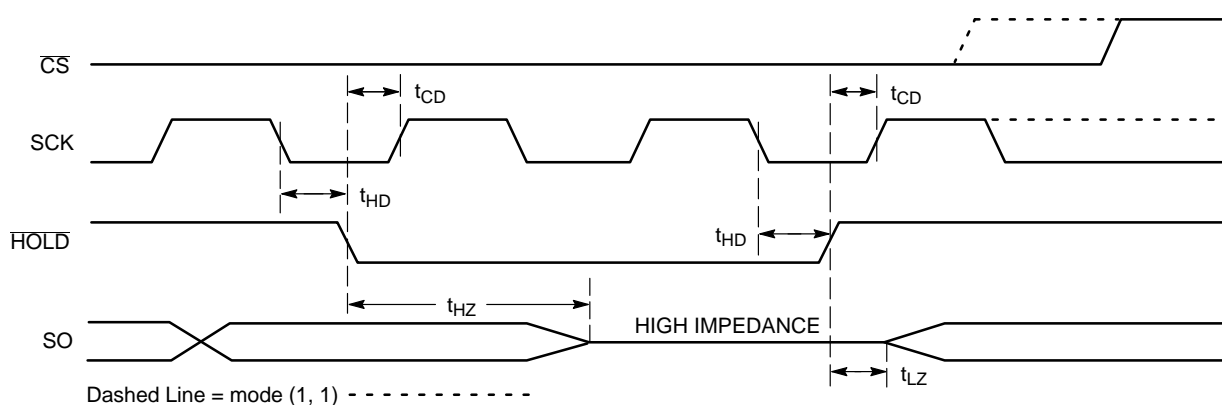 CS
tCD
tCD
SCK
tHD
HOLD
tHD
tHZ
HIGH IMPEDANCE
SO
tLZ
Dashed Line = mode (1, 1)